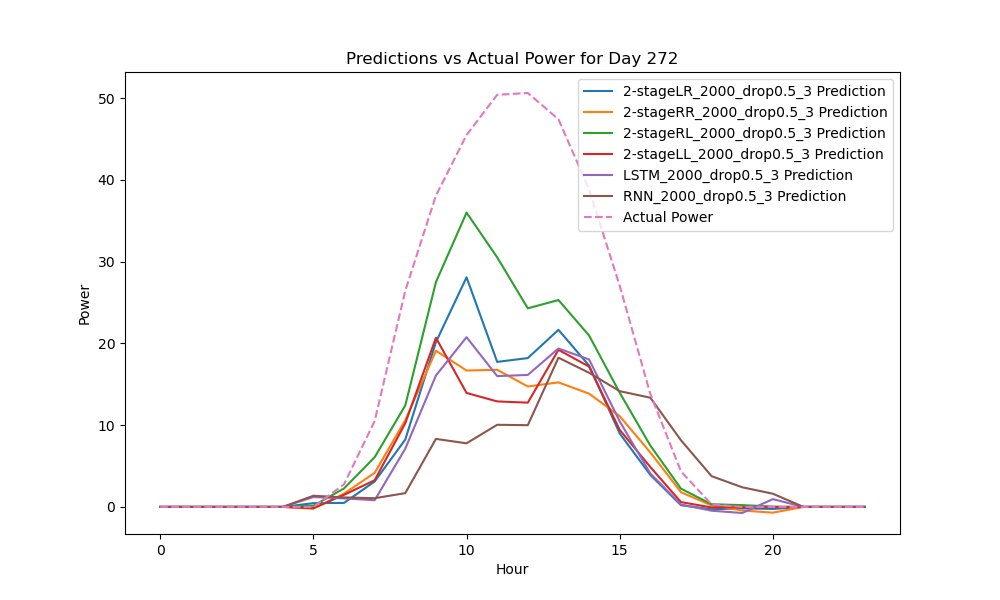 Predictions vs Actual Power for Day 272
2-stageLR_2000_drop0.5_3 Prediction
2-stageRR_2000_drop0.5_3 Prediction
2-stageRL_2000_drop0.5_3 Prediction
2-stageLL_2000_drop0.5_3 Prediction
LSTM_2000_drop0.5_3 Prediction
RNN_2000_drop0.5_3 Prediction
Actual Power
50
40
30
20
10
0
Power
0 5 10 15 20
Hour